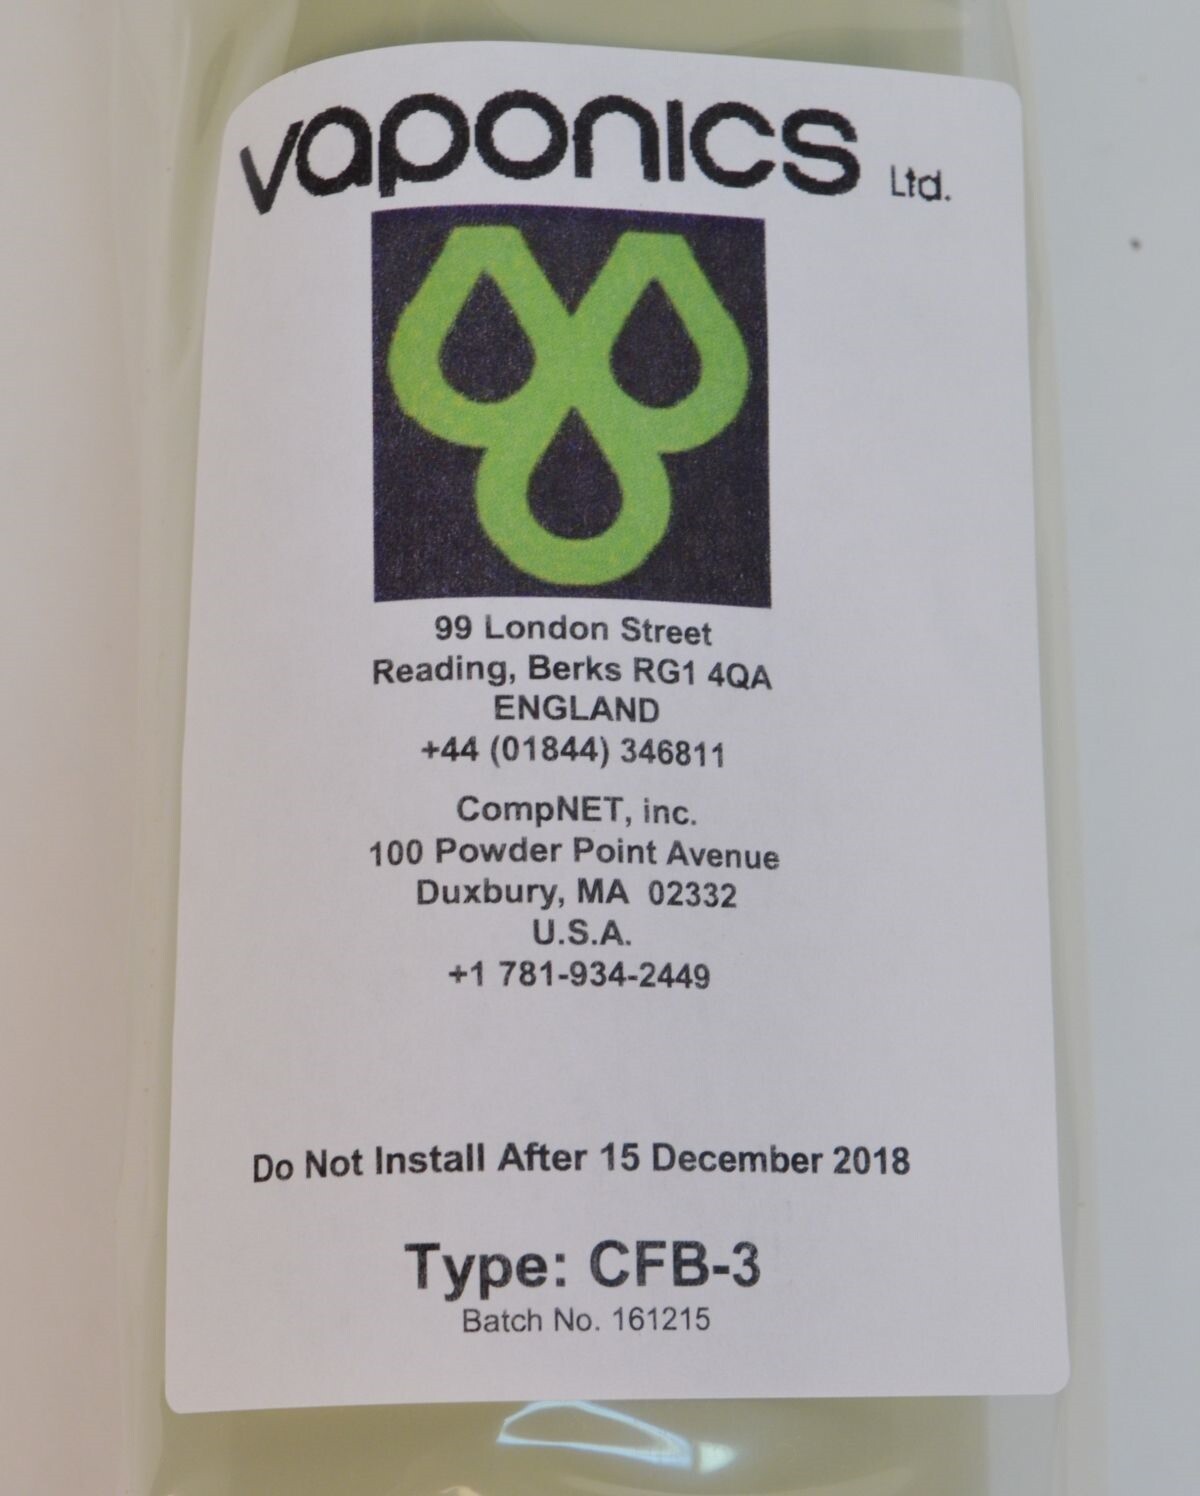 vaponics Ltd.
99 London Street
Reading, Berks RG1 4QA
ENGLAND
+44 (01844) 346811
CompNET, inc.
100 Powder Point Avenue
Duxbury, MA  02332
U.S.A.
+1 781-934-2449
Do Not Install After 15 December 2018
Type: CFB-3
Batch No. 161215